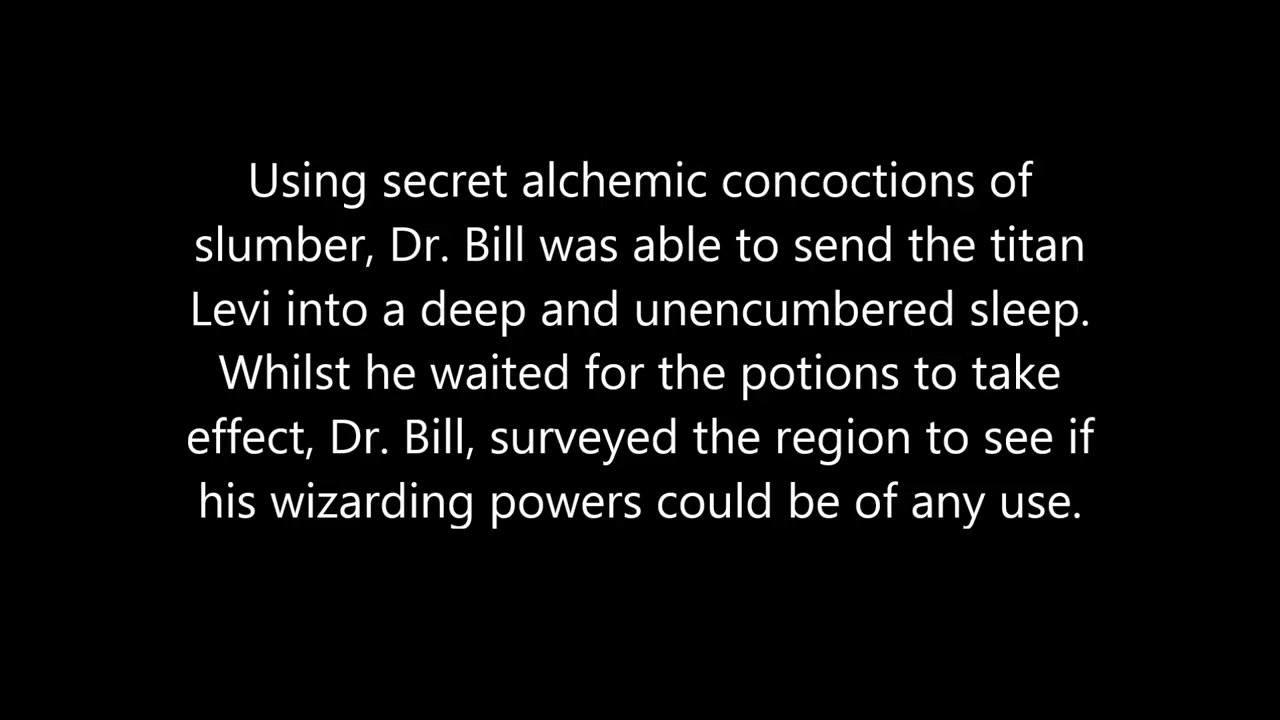 Using secret alchemic concoctions of
slumber, Dr. Bill was able to send the titan
Levi into a deep and unencumbered sleep.
Whilst he waited for the potions to take
effect, Dr. Bill, surveyed the region to see if
his wizarding powers could be of any use.